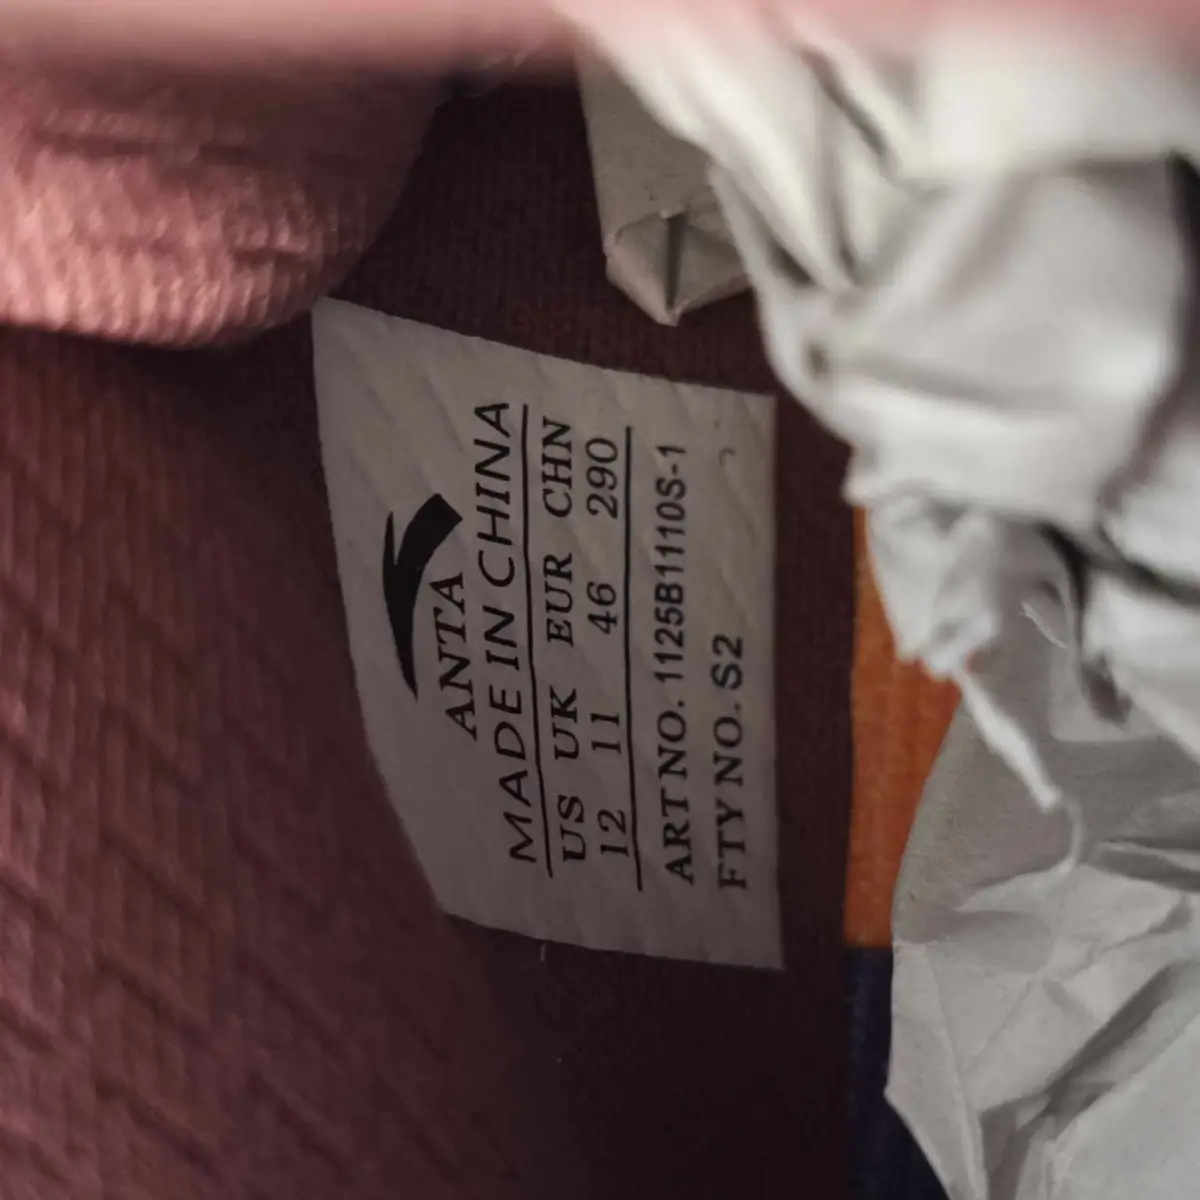 ANTA
MADE IN CHINA
US UK EUR CHN
12 11 46 290
ART NO. 1125B1110S-1
FTY NO. S2